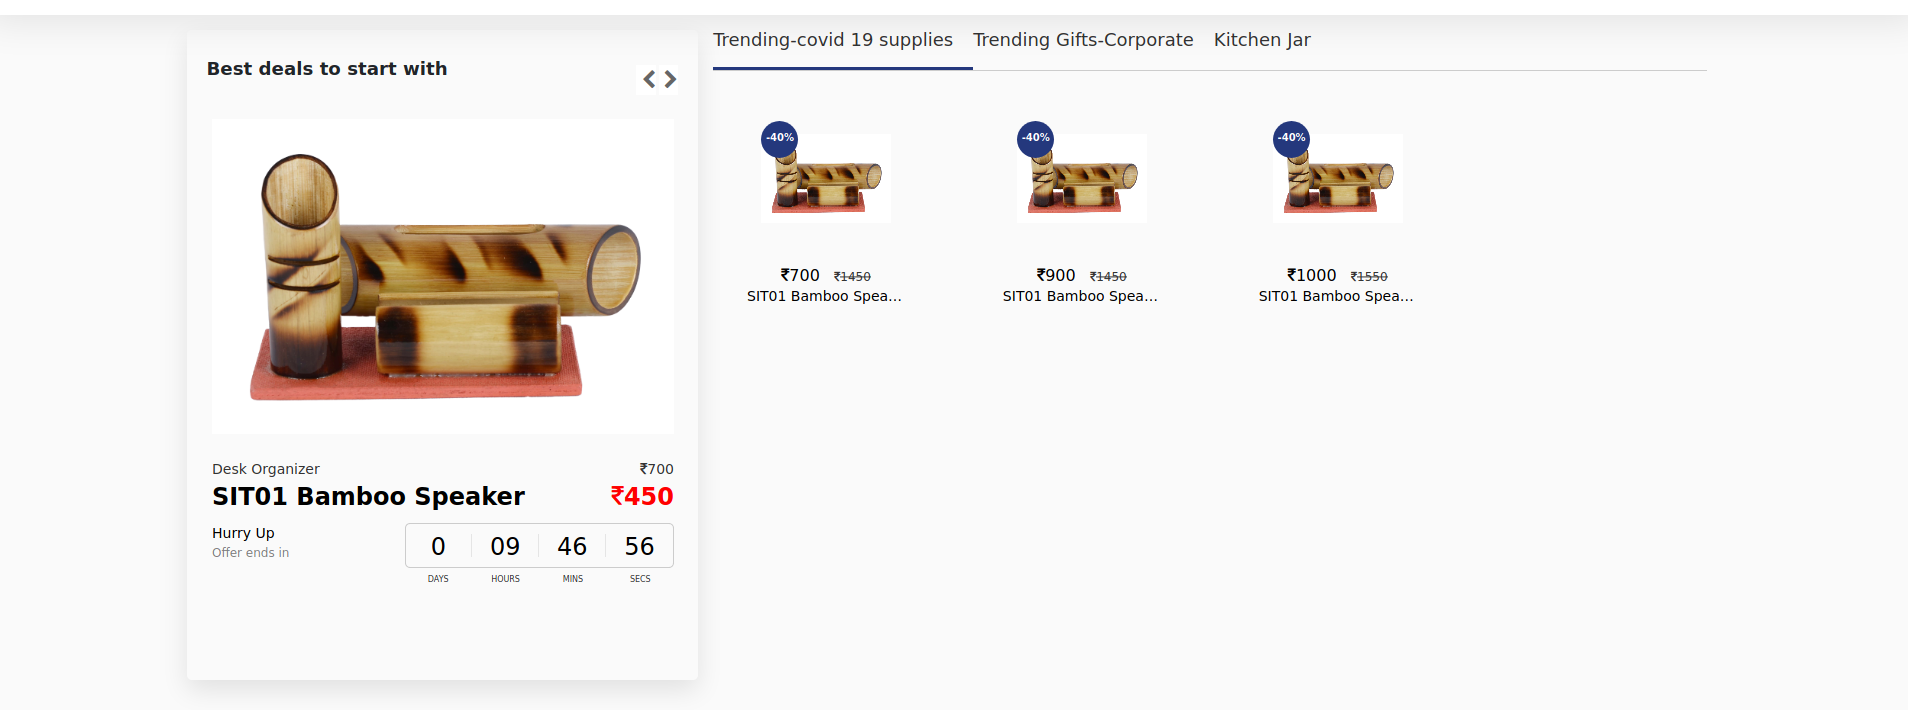 Best deals to start with
Desk Organizer ₹700
SIT01 Bamboo Speaker ₹450
Hurry Up
Offer ends in
0 09 46 56
DAYS HOURS MINS SECS
Trending-covid 19 supplies Trending Gifts-Corporate Kitchen Jar
-40% -40% -40%
₹700 ₹1450 ₹900 ₹1450 ₹1000 ₹1550
SIT01 Bamboo Spea... SIT01 Bamboo Spea... SIT01 Bamboo Spea...